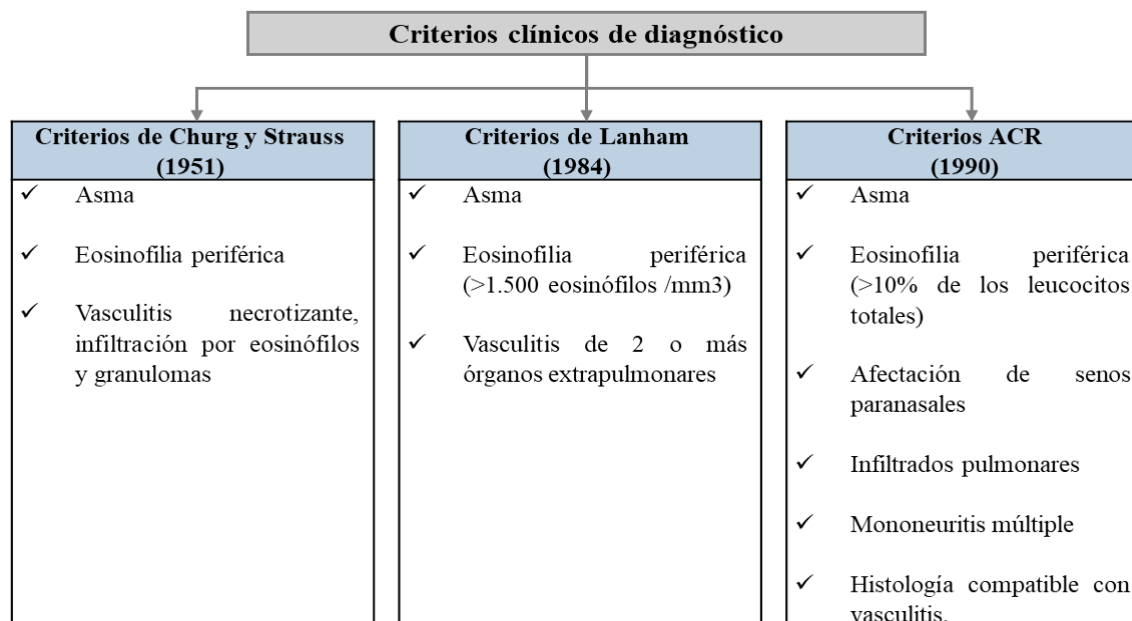 Criterios clínicos de diagnóstico
Criterios de Churg y Strauss
(1951)
✓ Asma
✓ Eosinofilia periférica
✓ Vasculitis necrotizante,
infiltración por eosinófilos
y granulomas
Criterios de Lanham
(1984)
✓ Asma
✓ Eosinofilia periférica
(>1.500 eosinófilos /mm3)
✓ Vasculitis de 2 o más
órganos extrapulmonares
Criterios ACR
(1990)
✓ Asma
✓ Eosinofilia periférica
(>10% de los leucocitos
totales)
✓ Afectación de senos
paranasales
✓ Infiltrados pulmonares
✓ Mononeuritis múltiple
✓ Histología compatible con
vasculitis.